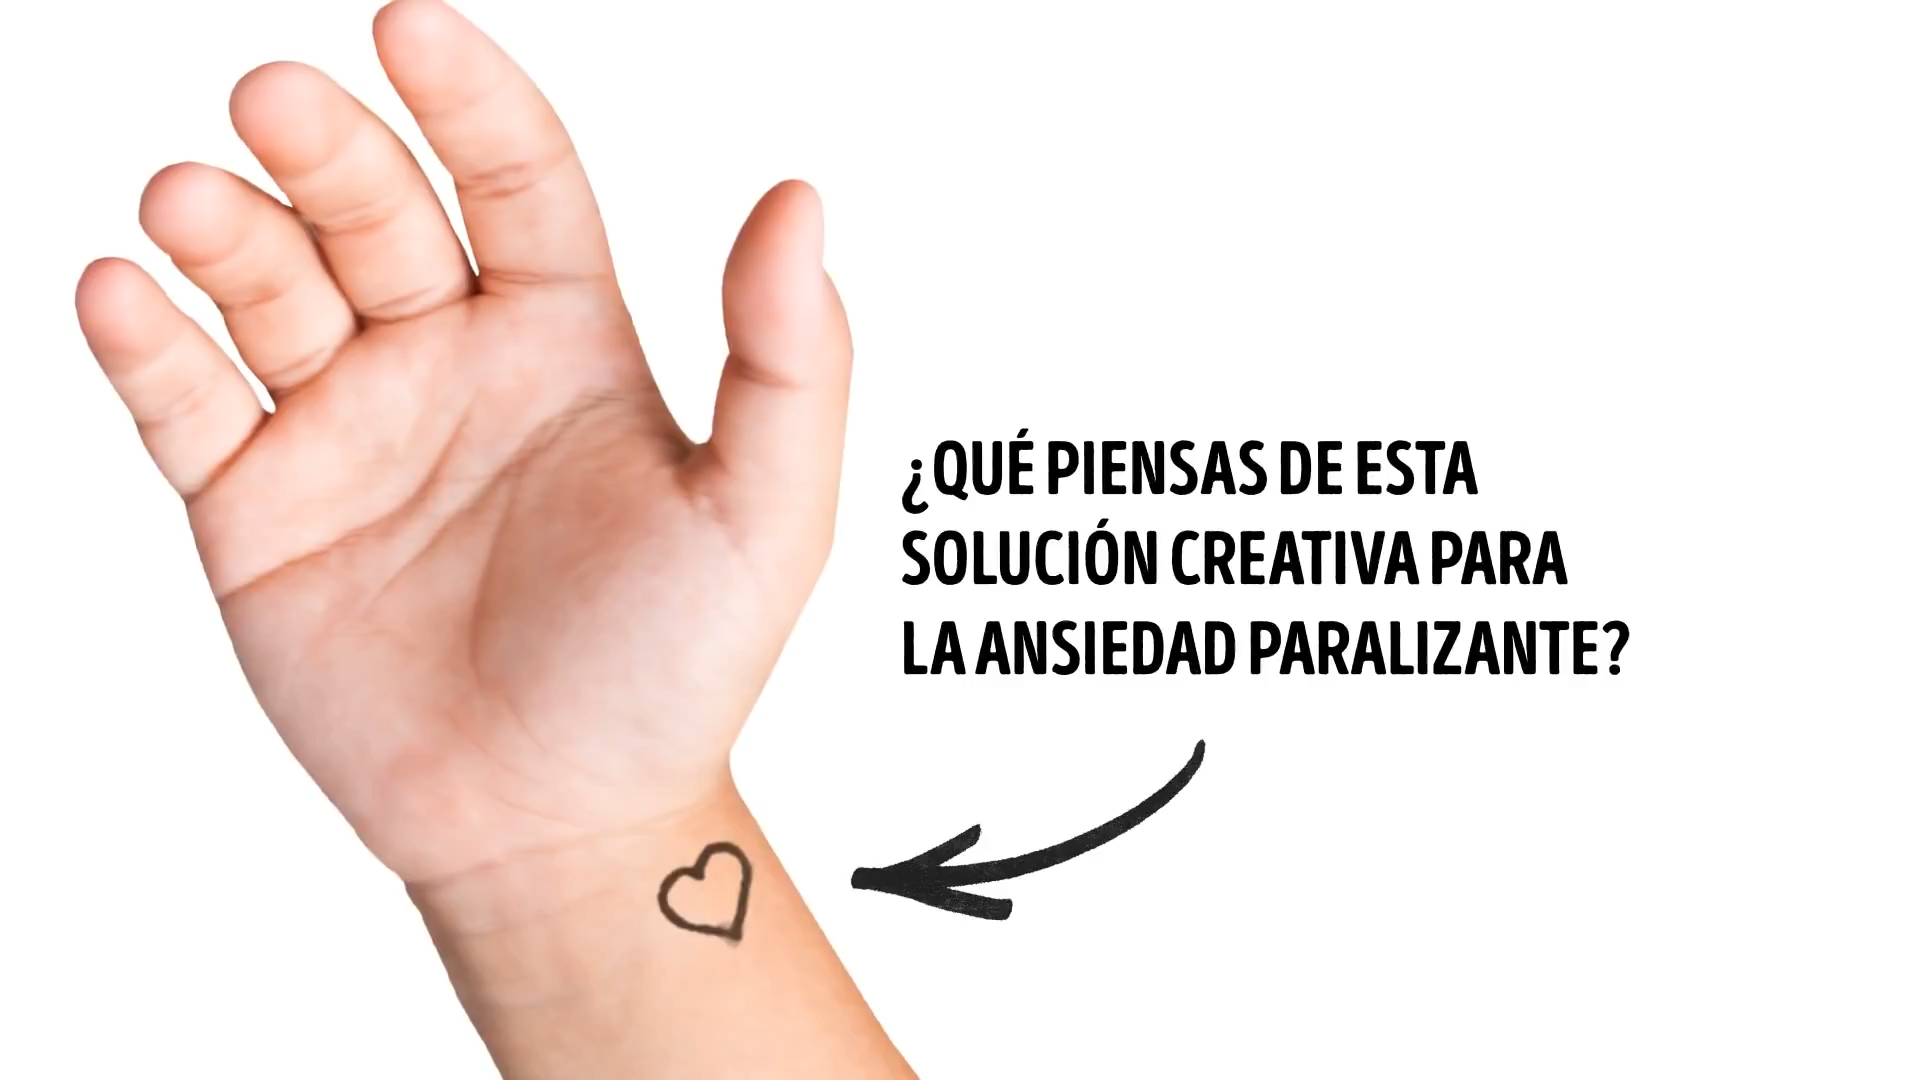 ¿QUÉ PIENSAS DE ESTA
SOLUCIÓN CREATIVA PARA
LA ANSIEDAD PARALIZANTE?